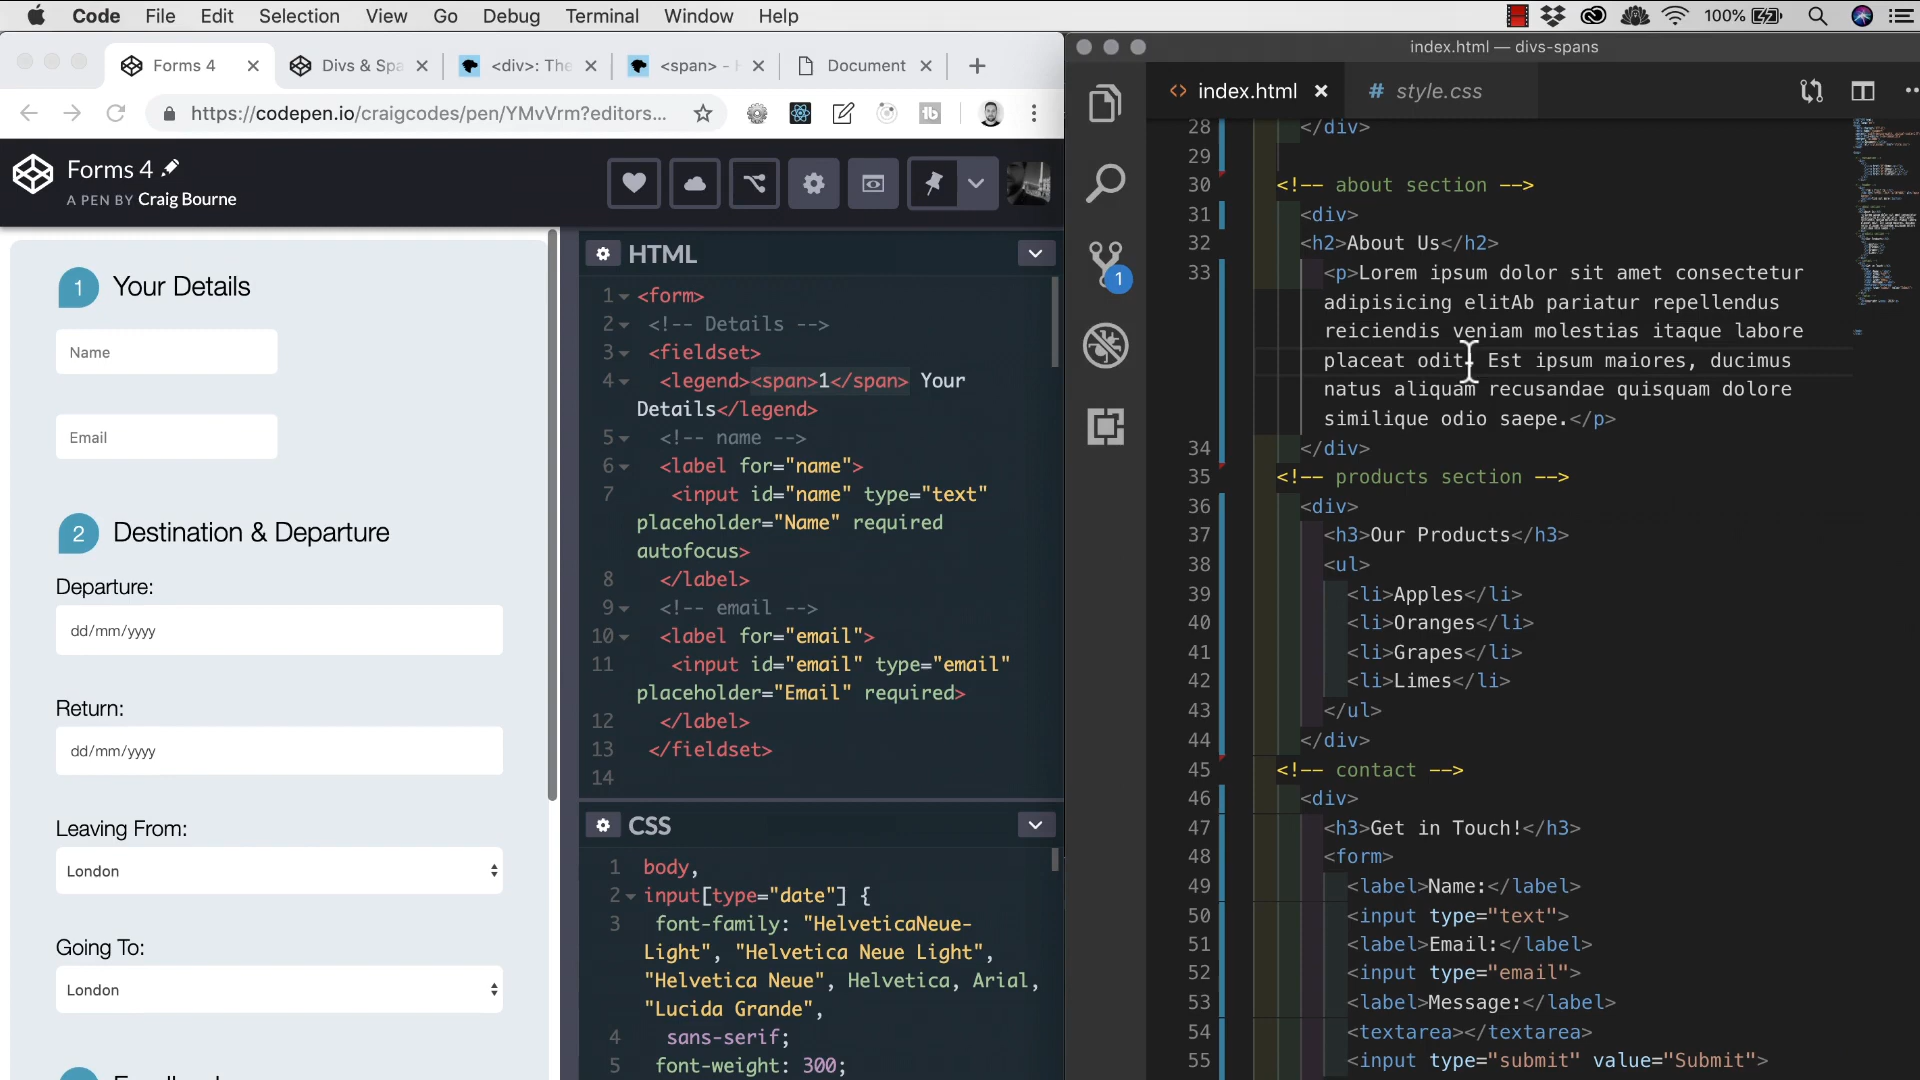 Code File Edit Selection View Go Debug Terminal Window Help 100%
Forms 4
Divs & Spa
<div>: The
<span> - H
Document
https://codepen.io/craigcodes/pen/YMvVrm?editors...
Forms 4
A PEN BY Craig Bourne
1 Your Details
Name
Email
2 Destination & Departure
Departure:
dd/mm/yyyy
Return:
dd/mm/yyyy
Leaving From:
London
Going To:
London
HTML
1 <form>
2 <!-- Details -->
3 <fieldset>
4 <legend><span>1</span> Your
Details</legend>
5 <!-- name -->
6 <label for="name">
7 <input id="name" type="text"
placeholder="Name" required
autofocus>
8 </label>
9 <!-- email -->
10 <label for="email">
11 <input id="email" type="email"
placeholder="Email" required>
12 </label>
13 </fieldset>
14
CSS
1 body,
2 input[type="date"] {
3 font-family: "HelveticaNeue-
Light", "Helvetica Neue Light",
"Helvetica Neue", Helvetica, Arial,
"Lucida Grande",
4 sans-serif;
5 font-weight: 300;
index.html — divs-spans
index.html
# style.css
1
28 </div>
29
30 <!-- about section -->
31 <div>
32 <h2>About Us</h2>
33 <p>Lorem ipsum dolor sit amet consectetur
adipisicing elitAb pariatur repellendus
reiciendis veniam molestias itaque labore
placeat odit. Est ipsum maiores, ducimus
natus aliquam recusandae quisquam dolore
similique odio saepe.</p>
34 </div>
35 <!-- products section -->
36 <div>
37 <h3>Our Products</h3>
38 <ul>
39 <li>Apples</li>
40 <li>Oranges</li>
41 <li>Grapes</li>
42 <li>Limes</li>
43 </ul>
44 </div>
45 <!-- contact -->
46 <div>
47 <h3>Get in Touch!</h3>
48 <form>
49 <label>Name:</label>
50 <input type="text">
51 <label>Email:</label>
52 <input type="email">
53 <label>Message:</label>
54 <textarea></textarea>
55 <input type="submit" value="Submit">